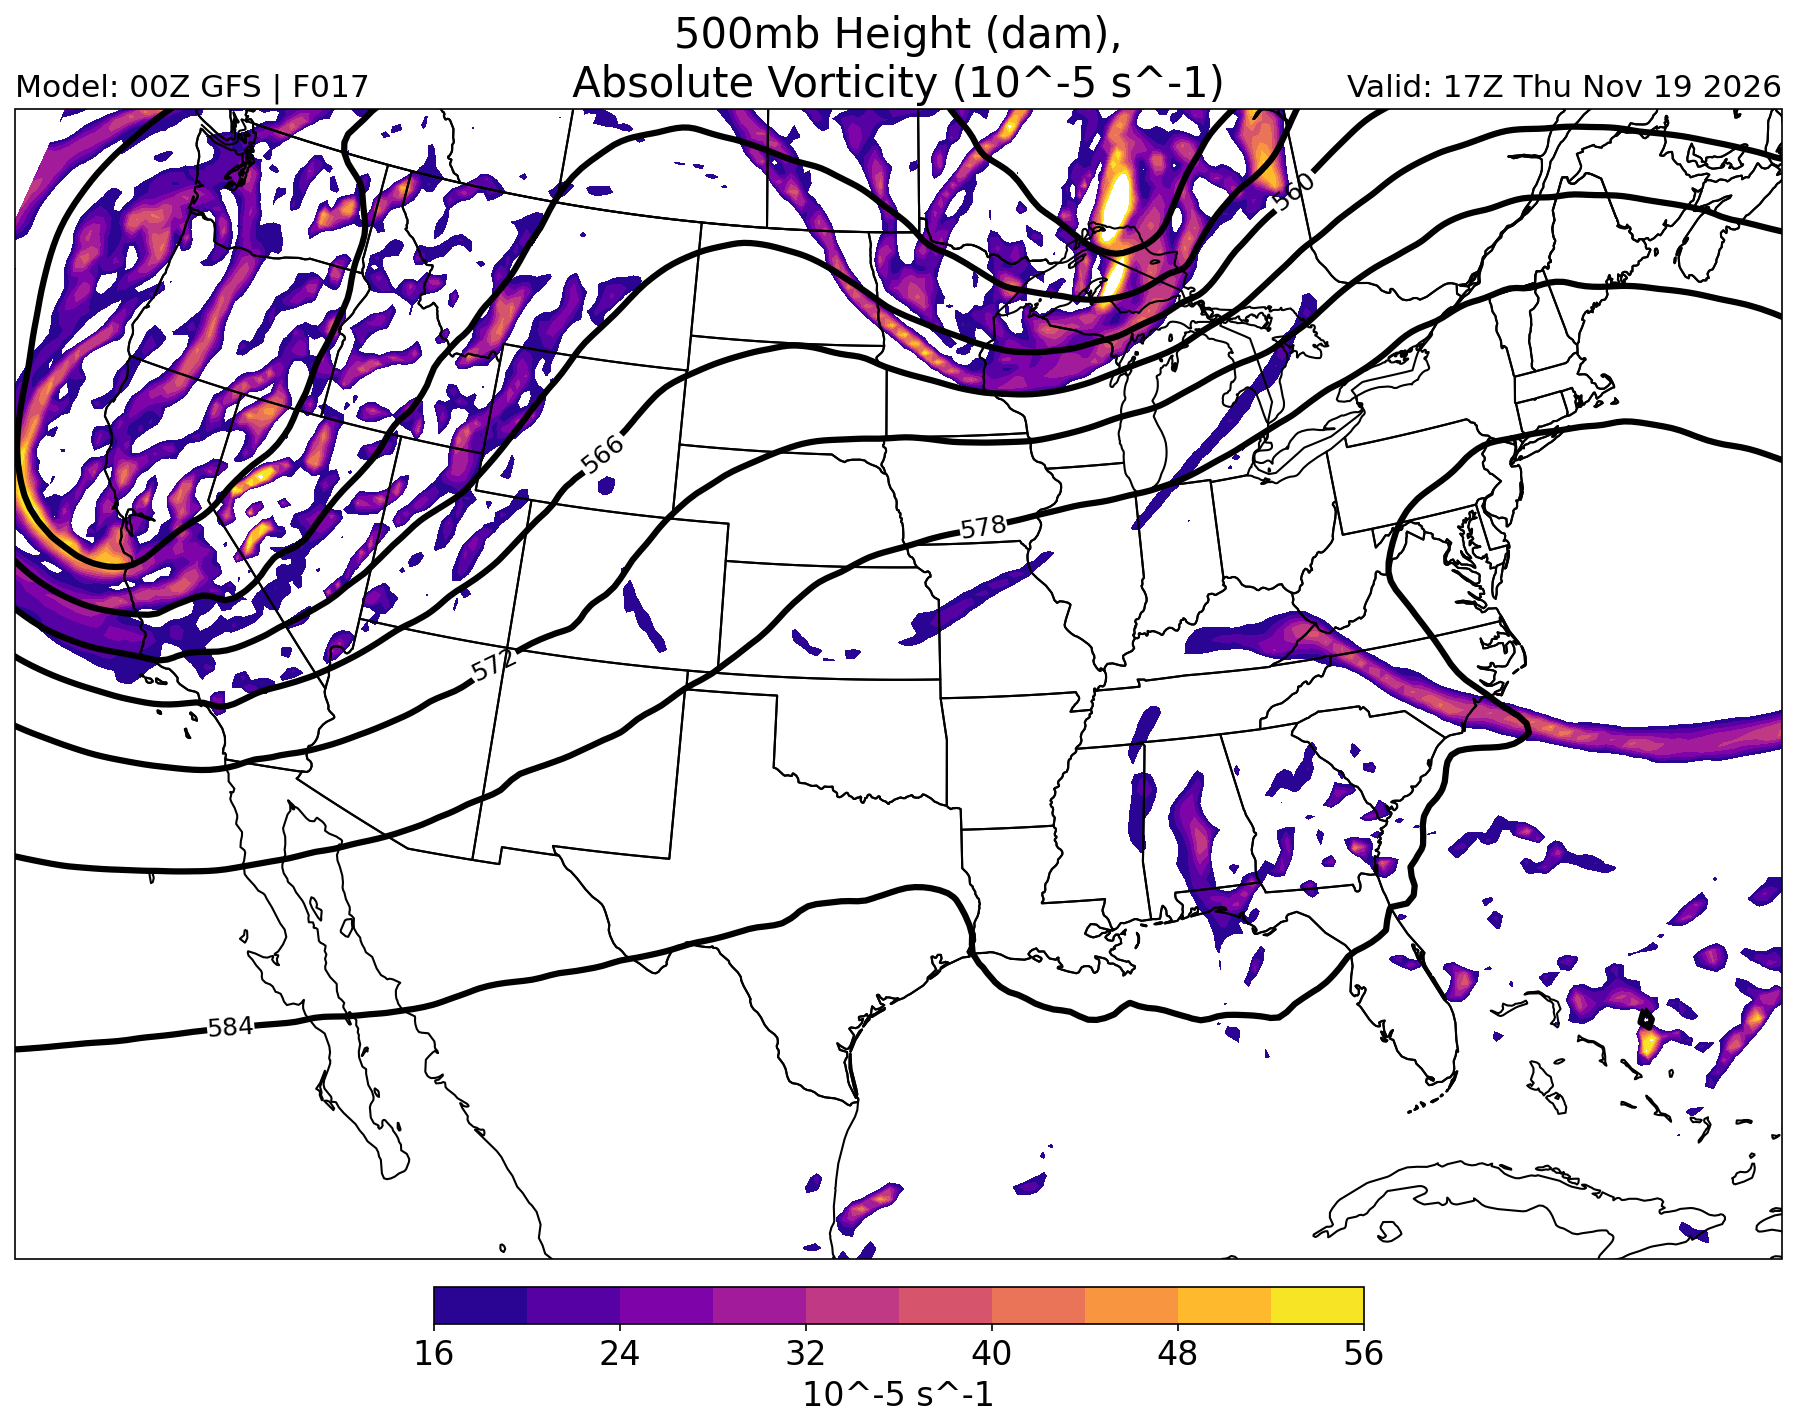 500mb Height (dam),
Absolute Vorticity (10^-5 s^-1)
Model: 00Z GFS | F017
Valid: 17Z Thu Nov 19 2026
560
566
578
572
584
16 24 32 40 48 56
10^-5 s^-1